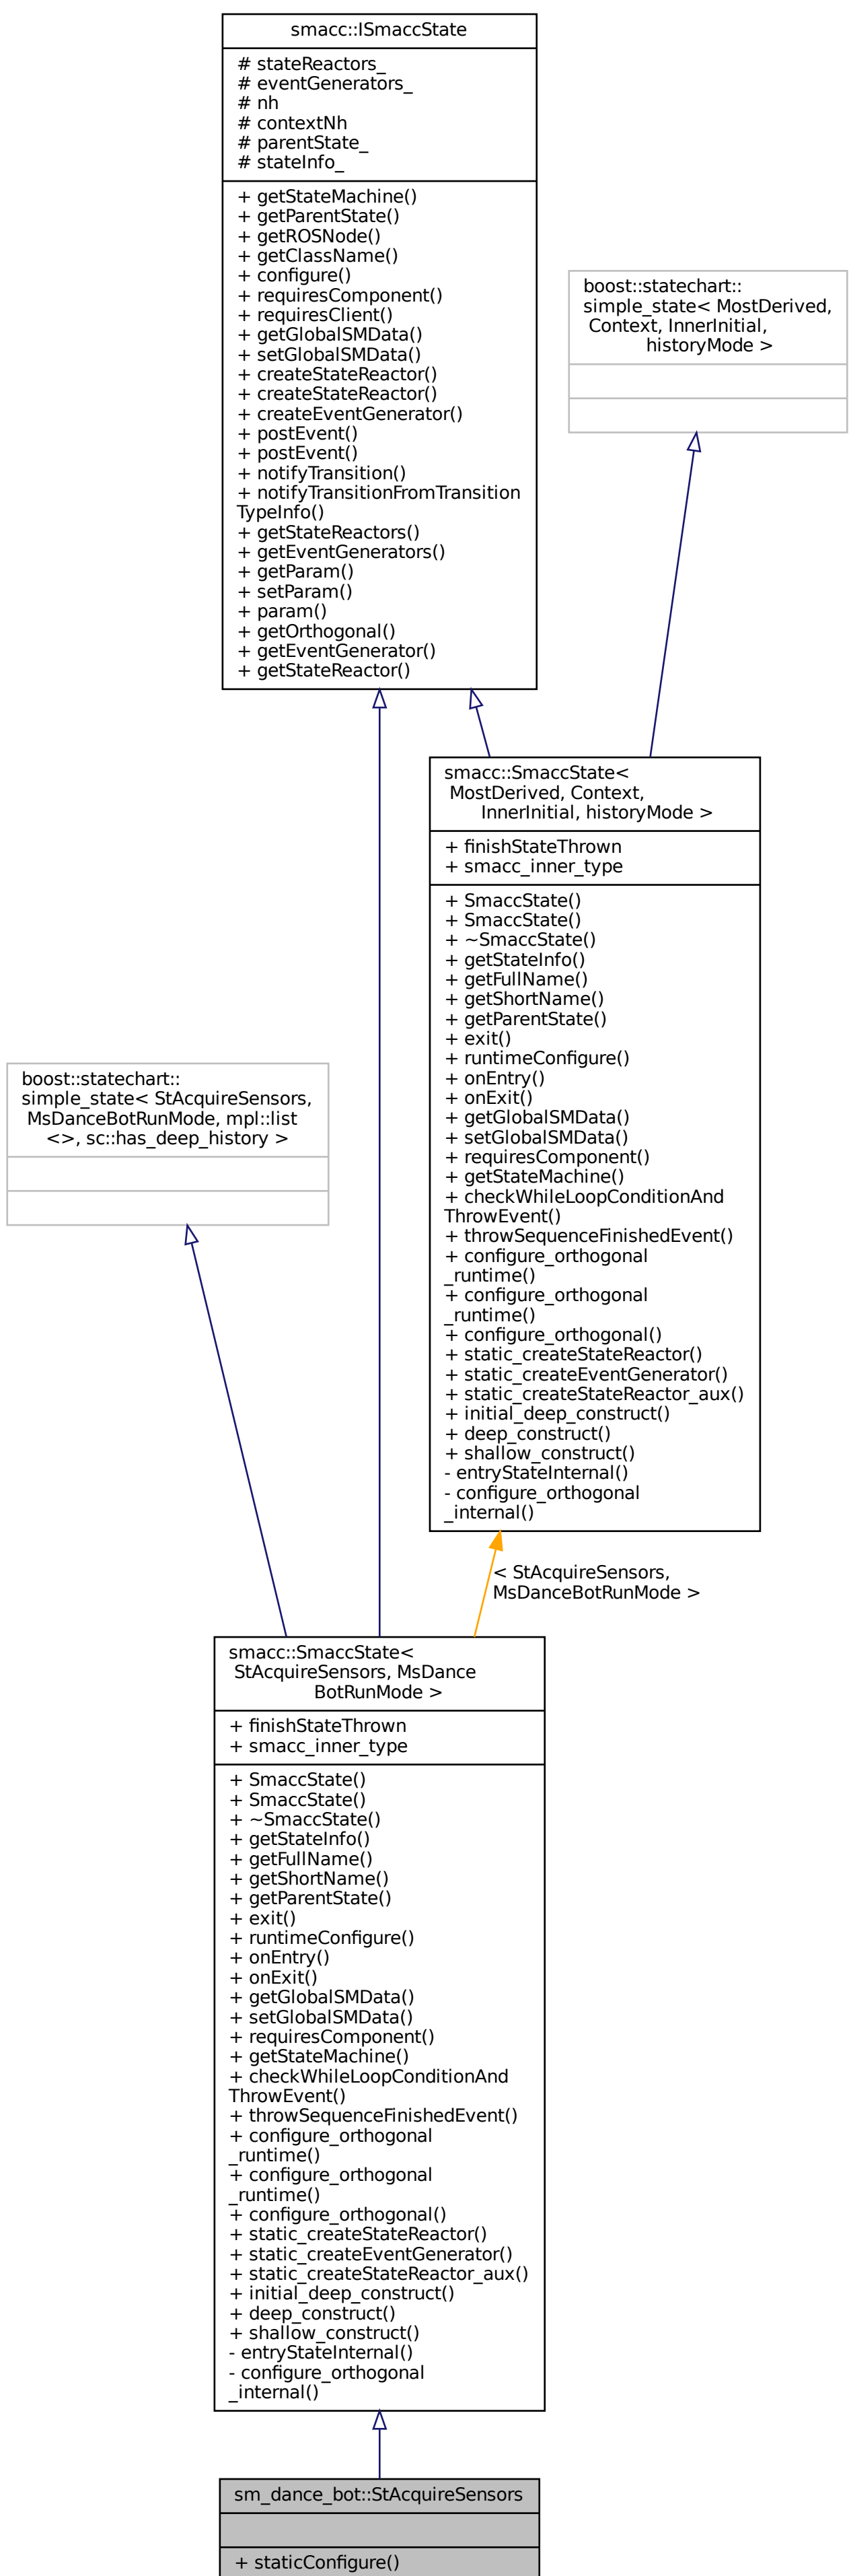 smacc::ISmaccState
# stateReactors_
# eventGenerators_
# nh
# contextNh
# parentState_
# stateInfo_
+ getStateMachine()
+ getParentState()
+ getROSNode()
+ getClassName()
+ configure()
+ requiresComponent()
+ requiresClient()
+ getGlobalSMData()
+ setGlobalSMData()
+ createStateReactor()
+ createStateReactor()
+ createEventGenerator()
+ postEvent()
+ postEvent()
+ notifyTransition()
+ notifyTransitionFromTransition
TypeInfo()
+ getStateReactors()
+ getEventGenerators()
+ getParam()
+ setParam()
+ param()
+ getOrthogonal()
+ getEventGenerator()
+ getStateReactor()
boost::statechart::
simple_state< MostDerived,
Context, InnerInitial,
historyMode >
smacc::SmaccState<
MostDerived, Context,
InnerInitial, historyMode >
+ finishStateThrown
+ smacc_inner_type
+ SmaccState()
+ SmaccState()
+ ~SmaccState()
+ getStateInfo()
+ getFullName()
+ getShortName()
+ getParentState()
+ exit()
+ runtimeConfigure()
+ onEntry()
+ onExit()
+ getGlobalSMData()
+ setGlobalSMData()
+ requiresComponent()
+ getStateMachine()
+ checkWhileLoopConditionAnd
ThrowEvent()
+ throwSequenceFinishedEvent()
+ configure_orthogonal
_runtime()
+ configure_orthogonal
_runtime()
+ configure_orthogonal()
+ static_createStateReactor()
+ static_createEventGenerator()
+ static_createStateReactor_aux()
+ initial_deep_construct()
+ deep_construct()
+ shallow_construct()
- entryStateInternal()
- configure_orthogonal
_internal()
boost::statechart::
simple_state< StAcquireSensors,
MsDanceBotRunMode, mpl::list
<>, sc::has_deep_history >
< StAcquireSensors,
MsDanceBotRunMode >
smacc::SmaccState<
StAcquireSensors, MsDance
BotRunMode >
+ finishStateThrown
+ smacc_inner_type
+ SmaccState()
+ SmaccState()
+ ~SmaccState()
+ getStateInfo()
+ getFullName()
+ getShortName()
+ getParentState()
+ exit()
+ runtimeConfigure()
+ onEntry()
+ onExit()
+ getGlobalSMData()
+ setGlobalSMData()
+ requiresComponent()
+ getStateMachine()
+ checkWhileLoopConditionAnd
ThrowEvent()
+ throwSequenceFinishedEvent()
+ configure_orthogonal
_runtime()
+ configure_orthogonal
_runtime()
+ configure_orthogonal()
+ static_createStateReactor()
+ static_createEventGenerator()
+ static_createStateReactor_aux()
+ initial_deep_construct()
+ deep_construct()
+ shallow_construct()
- entryStateInternal()
- configure_orthogonal
_internal()
sm_dance_bot::StAcquireSensors
+ staticConfigure()